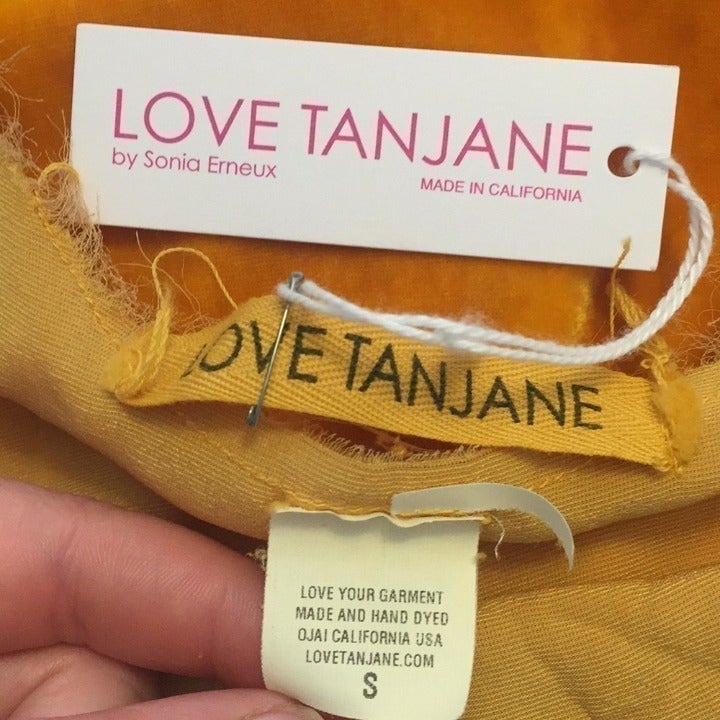 LOVE TANJANE
by Sonia Erneux
MADE IN CALIFORNIA
LOVE TANJANE
LOVE YOUR GARMENT
MADE AND HAND DYED
OJAI CALIFORNIA USA
LOVETANJANE.COM
S